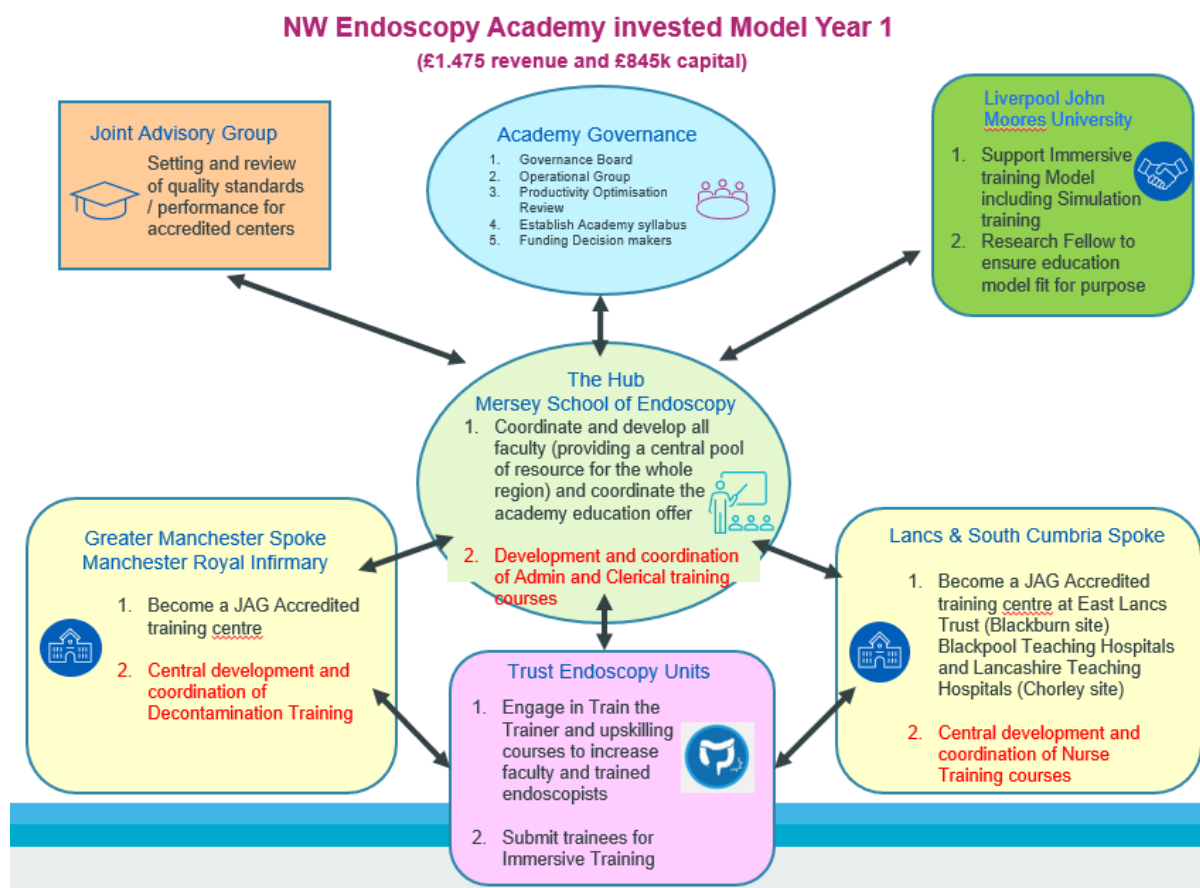 NW Endoscopy Academy invested Model Year 1
(£1.475 revenue and £845k capital)
Joint Advisory Group
Setting and review
of quality standards
/ performance for
accredited centers
Academy Governance
1. Governance Board
2. Operational Group
3. Productivity Optimisation
Review
4. Establish Academy syllabus
5. Funding Decision makers
Liverpool John
Moores University
1. Support Immersive
training Model
including Simulation
training
2. Research Fellow to
ensure education
model fit for purpose
The Hub
Mersey School of Endoscopy
1. Coordinate and develop all
faculty (providing a central pool
of resource for the whole
region) and coordinate the
academy education offer
2. Development and coordination
of Admin and Clerical training
courses
Greater Manchester Spoke
Manchester Royal Infirmary
1. Become a JAG Accredited
training centre
2. Central development and
coordination of
Decontamination Training
Lancs & South Cumbria Spoke
1. Become a JAG Accredited
training centre at East Lancs
Trust (Blackburn site)
Blackpool Teaching Hospitals
and Lancashire Teaching
Hospitals (Chorley site)
2. Central development and
coordination of Nurse
Training courses
Trust Endoscopy Units
1. Engage in Train the
Trainer and upskilling
courses to increase
faculty and trained
endoscopists
2. Submit trainees for
Immersive Training